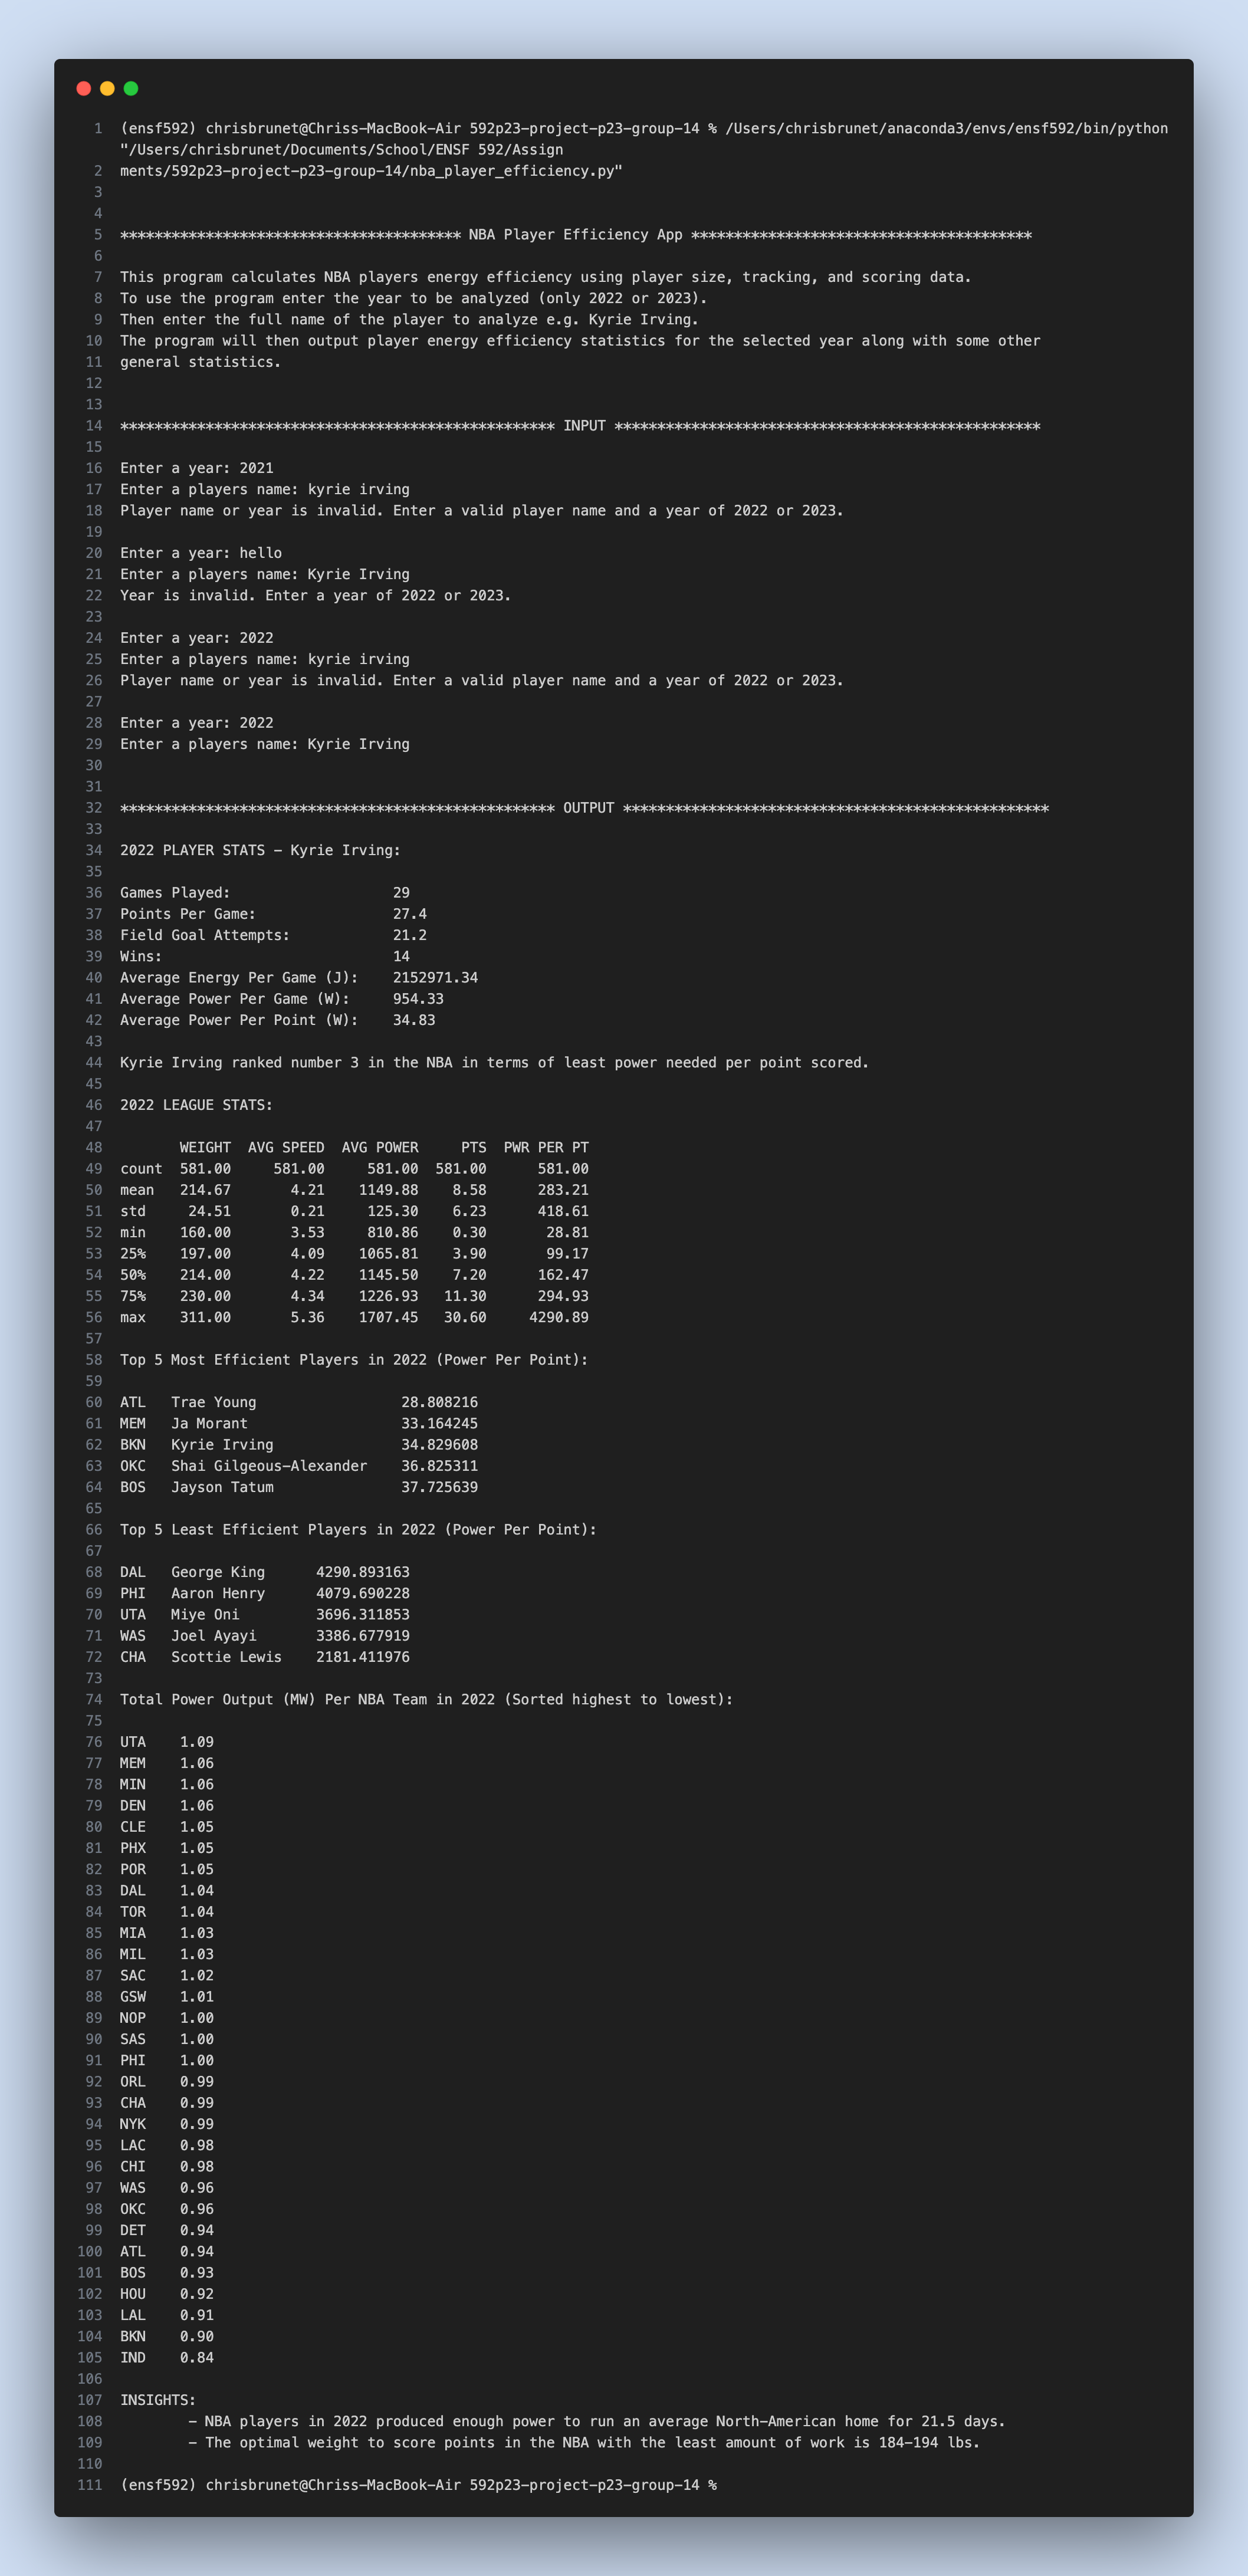 1 (ensf592) chrisbrunet@Chriss-MacBook-Air 592p23-project-p23-group-14 % /Users/chrisbrunet/anaconda3/envs/ensf592/bin/python
"/Users/chrisbrunet/Documents/School/ENSF 592/Assign
2 ments/592p23-project-p23-group-14/nba_player_efficiency.py"
3
4
5 **************************************** NBA Player Efficiency App ****************************************
6
7 This program calculates NBA players energy efficiency using player size, tracking, and scoring data.
8 To use the program enter the year to be analyzed (only 2022 or 2023).
9 Then enter the full name of the player to analyze e.g. Kyrie Irving.
10 The program will then output player energy efficiency statistics for the selected year along with some other
11 general statistics.
12
13
14 *************************************************** INPUT **************************************************
15
16 Enter a year: 2021
17 Enter a players name: kyrie irving
18 Player name or year is invalid. Enter a valid player name and a year of 2022 or 2023.
19
20 Enter a year: hello
21 Enter a players name: Kyrie Irving
22 Year is invalid. Enter a year of 2022 or 2023.
23
24 Enter a year: 2022
25 Enter a players name: kyrie irving
26 Player name or year is invalid. Enter a valid player name and a year of 2022 or 2023.
27
28 Enter a year: 2022
29 Enter a players name: Kyrie Irving
30
31
32 *************************************************** OUTPUT **************************************************
33
34 2022 PLAYER STATS - Kyrie Irving:
35
36 Games Played: 29
37 Points Per Game: 27.4
38 Field Goal Attempts: 21.2
39 Wins: 14
40 Average Energy Per Game (J): 2152971.34
41 Average Power Per Game (W): 954.33
42 Average Power Per Point (W): 34.83
43
44 Kyrie Irving ranked number 3 in the NBA in terms of least power needed per point scored.
45
46 2022 LEAGUE STATS:
47
48 WEIGHT AVG SPEED AVG POWER PTS PWR PER PT
49 count 581.00 581.00 581.00 581.00 581.00
50 mean 214.67 4.21 1149.88 8.58 283.21
51 std 24.51 0.21 125.30 6.23 418.61
52 min 160.00 3.53 810.86 0.30 28.81
53 25% 197.00 4.09 1065.81 3.90 99.17
54 50% 214.00 4.22 1145.50 7.20 162.47
55 75% 230.00 4.34 1226.93 11.30 294.93
56 max 311.00 5.36 1707.45 30.60 4290.89
57
58 Top 5 Most Efficient Players in 2022 (Power Per Point):
59
60 ATL Trae Young 28.808216
61 MEM Ja Morant 33.164245
62 BKN Kyrie Irving 34.829608
63 OKC Shai Gilgeous-Alexander 36.825311
64 BOS Jayson Tatum 37.725639
65
66 Top 5 Least Efficient Players in 2022 (Power Per Point):
67
68 DAL George King 4290.893163
69 PHI Aaron Henry 4079.690228
70 UTA Miye Oni 3696.311853
71 WAS Joel Ayayi 3386.677919
72 CHA Scottie Lewis 2181.411976
73
74 Total Power Output (MW) Per NBA Team in 2022 (Sorted highest to lowest):
75
76 UTA 1.09
77 MEM 1.06
78 MIN 1.06
79 DEN 1.06
80 CLE 1.05
81 PHX 1.05
82 POR 1.05
83 DAL 1.04
84 TOR 1.04
85 MIA 1.03
86 MIL 1.03
87 SAC 1.02
88 GSW 1.01
89 NOP 1.00
90 SAS 1.00
91 PHI 1.00
92 ORL 0.99
93 CHA 0.99
94 NYK 0.99
95 LAC 0.98
96 CHI 0.98
97 WAS 0.96
98 OKC 0.96
99 DET 0.94
100 ATL 0.94
101 BOS 0.93
102 HOU 0.92
103 LAL 0.91
104 BKN 0.90
105 IND 0.84
106
107 INSIGHTS:
108 - NBA players in 2022 produced enough power to run an average North-American home for 21.5 days.
109 - The optimal weight to score points in the NBA with the least amount of work is 184-194 lbs.
110
111 (ensf592) chrisbrunet@Chriss-MacBook-Air 592p23-project-p23-group-14 %